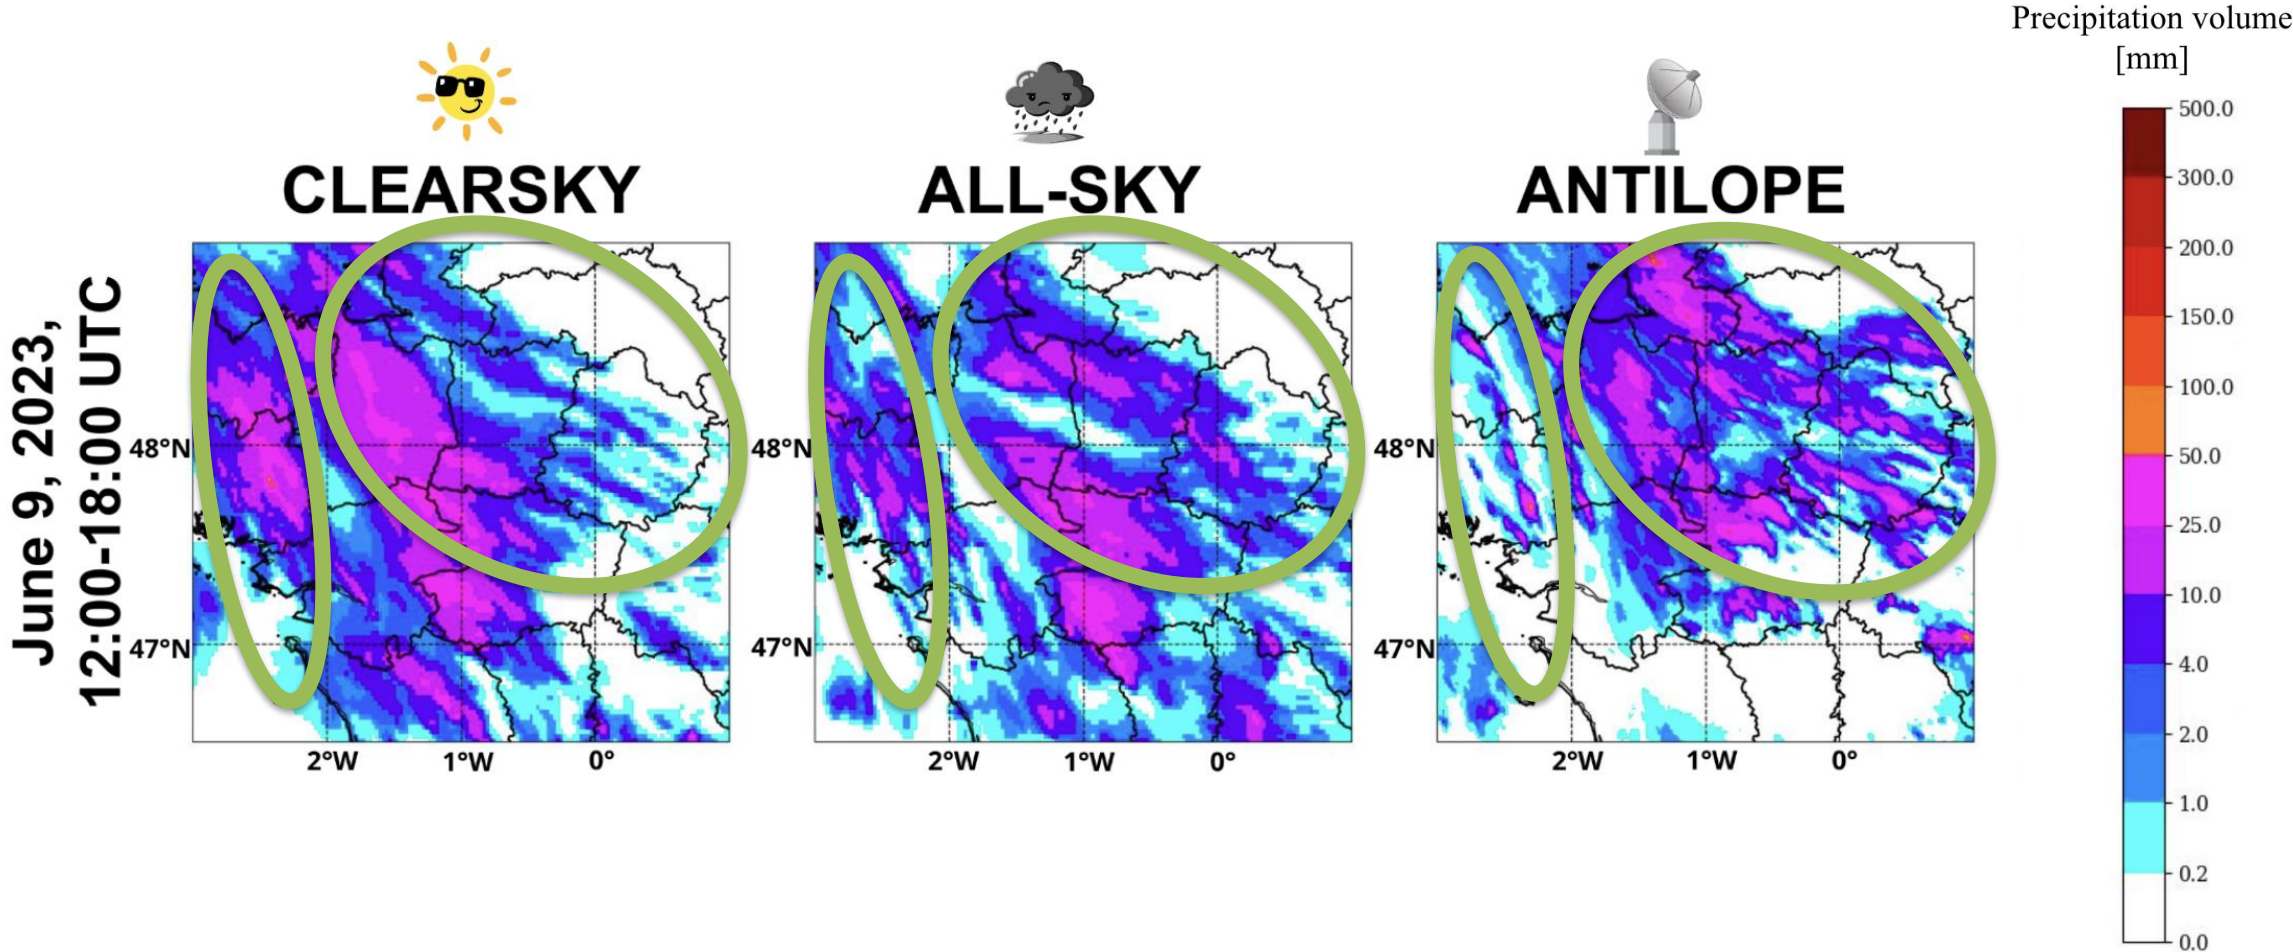 Precipitation volume
[mm]
CLEARSKY
ALL-SKY
ANTILOPE
June 9, 2023,
12:00-18:00 UTC
48°N
47°N
2°W
1°W
0°
48°N
47°N
2°W
1°W
0°
48°N
47°N
2°W
1°W
0°
500.0
300.0
200.0
150.0
100.0
50.0
25.0
10.0
4.0
2.0
1.0
0.2
0.0